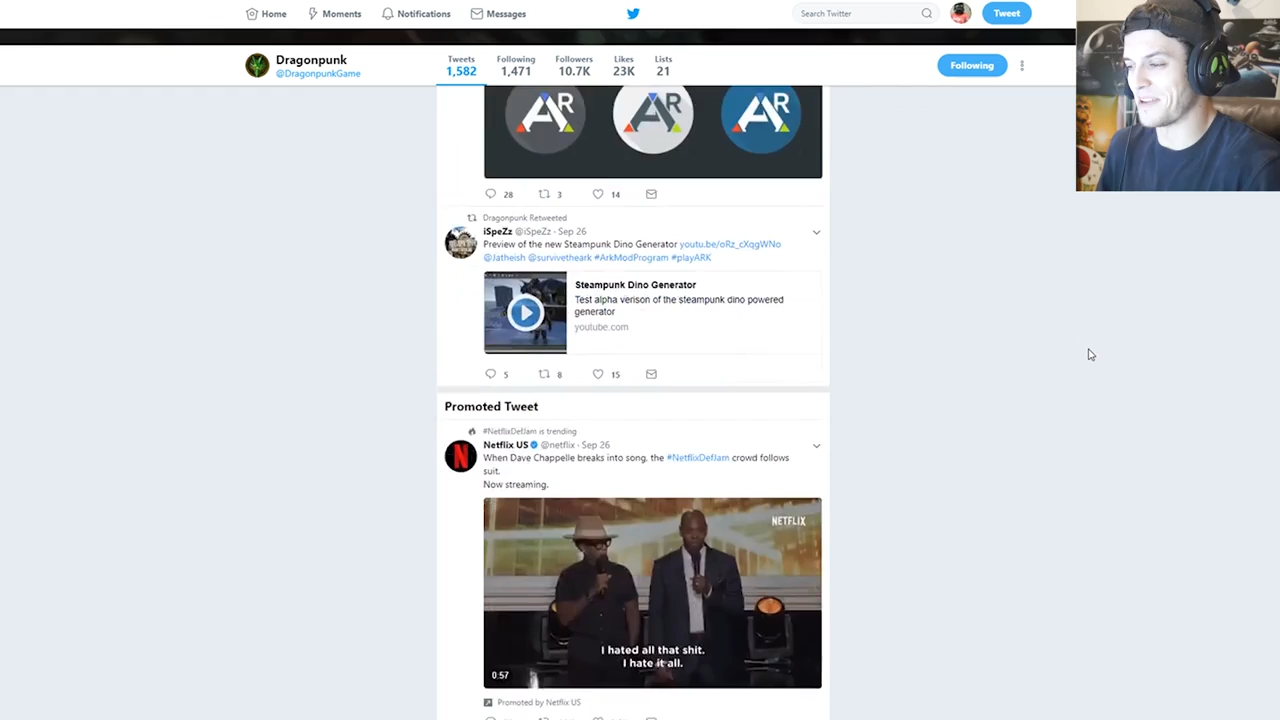 Home Moments Notifications Messages Search Twitter Tweet
Dragonpunk
@DragonpunkGame
Tweets Following Followers Likes Lists
1,582 1,471 10.7K 23K 21
Following
AR AR AR
28 3 14
Dragonpunk Retweeted
iSpeZz @iSpeZz · Sep 26
Preview of the new Steampunk Dino Generator youtu.be/oRz_cXqgWNo
@Jatheish @survivetheark #ArkModProgram #playARK
Steampunk Dino Generator
Test alpha verison of the steampunk dino powered
generator
youtube.com
5 8 15
Promoted Tweet
#NetflixDefJam is trending
Netflix US @netflix · Sep 26
When Dave Chappelle breaks into song, the #NetflixDefJam crowd follows
suit.
Now streaming.
N
NETFLIX
I hated all that shit.
I hate it all.
0:57
Promoted by Netflix US